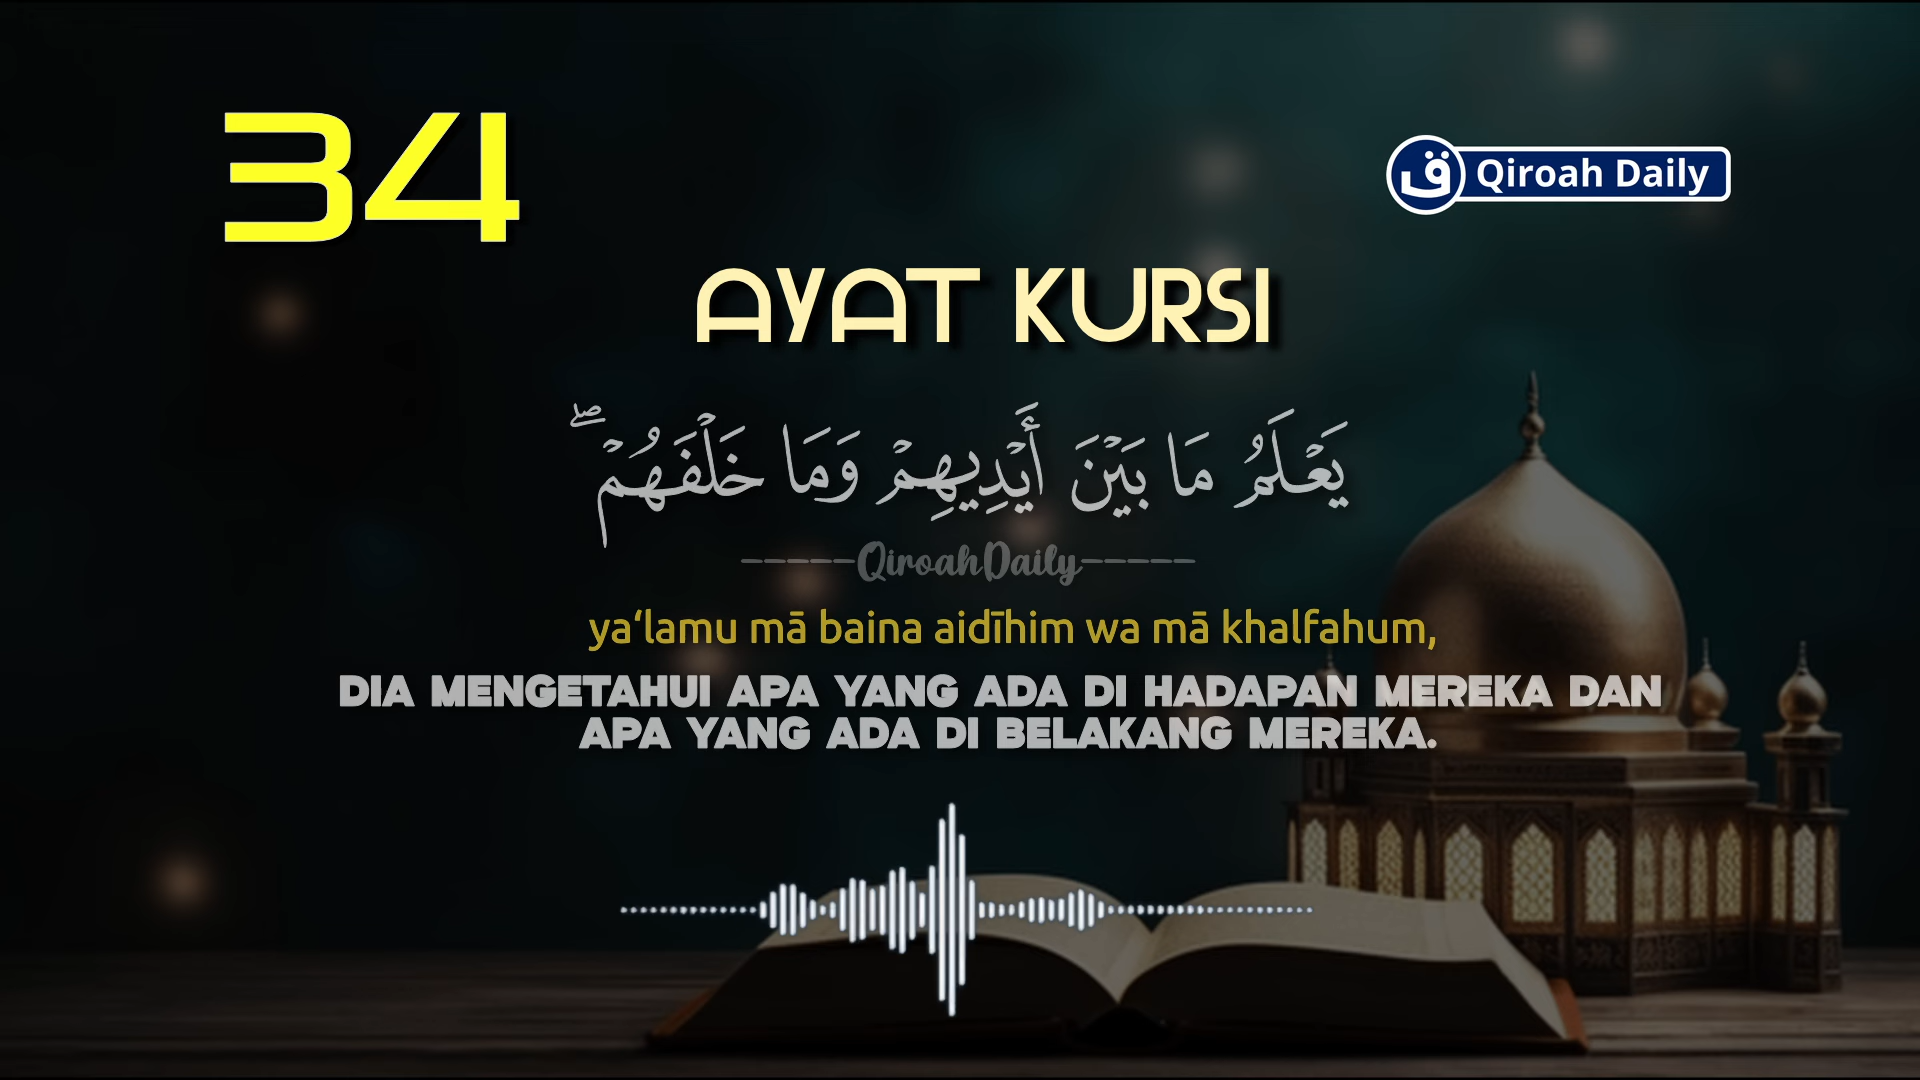 34
ق Qiroah Daily
AYAT KURSI
يَعْلَمُ مَا بَيْنَ أَيْدِيهِمْ وَمَا خَلْفَهُمْ ۖ
-----QiroahDaily-----
ya‘lamu mā baina aidīhim wa mā khalfahum,
DIA MENGETAHUI APA YANG ADA DI HADAPAN MEREKA DAN
APA YANG ADA DI BELAKANG MEREKA.